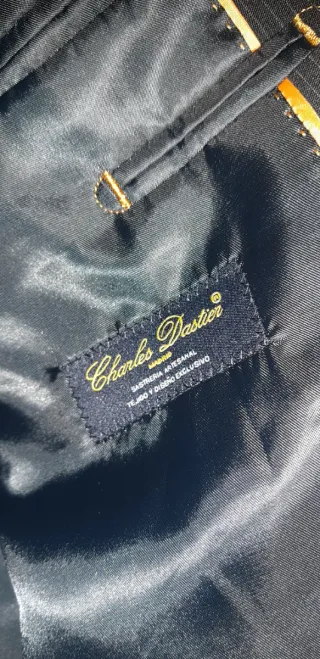 Charles Dastier®
MADRID
SASTRERIA ARTESANAL
TEJIDO Y DISEÑO EXCLUSIVO